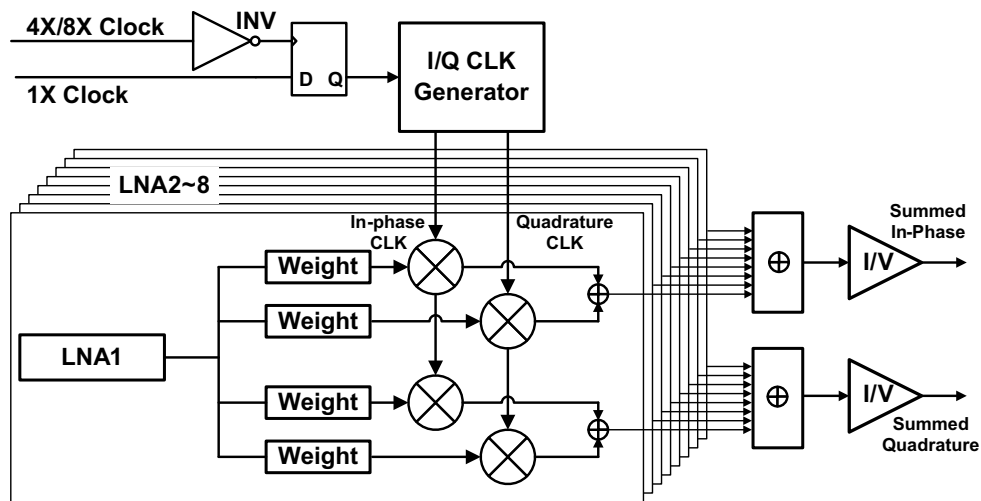 4X/8X Clock
INV
D Q
1X Clock
I/Q CLK
Generator
LNA2~8
In-phase
CLK
Quadrature
CLK
Weight
Weight
LNA1
Weight
Weight
Summed
In-Phase
I/V
I/V
Summed
Quadrature